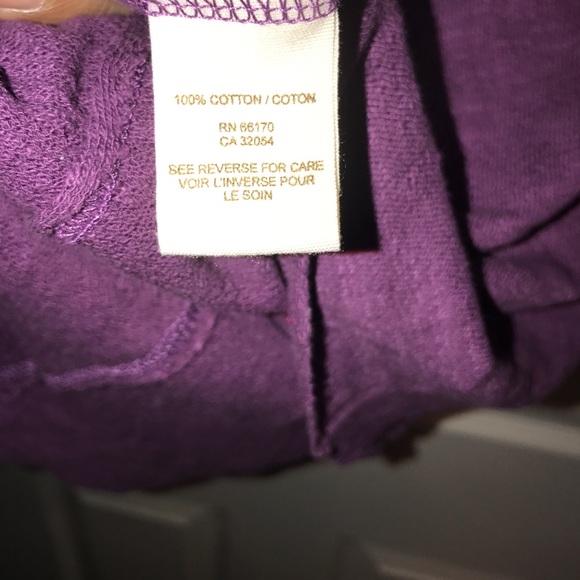 100% COTTON / COTON
RN 66170
CA 32054
SEE REVERSE FOR CARE
VOIR L'INVERSE POUR
LE SOIN